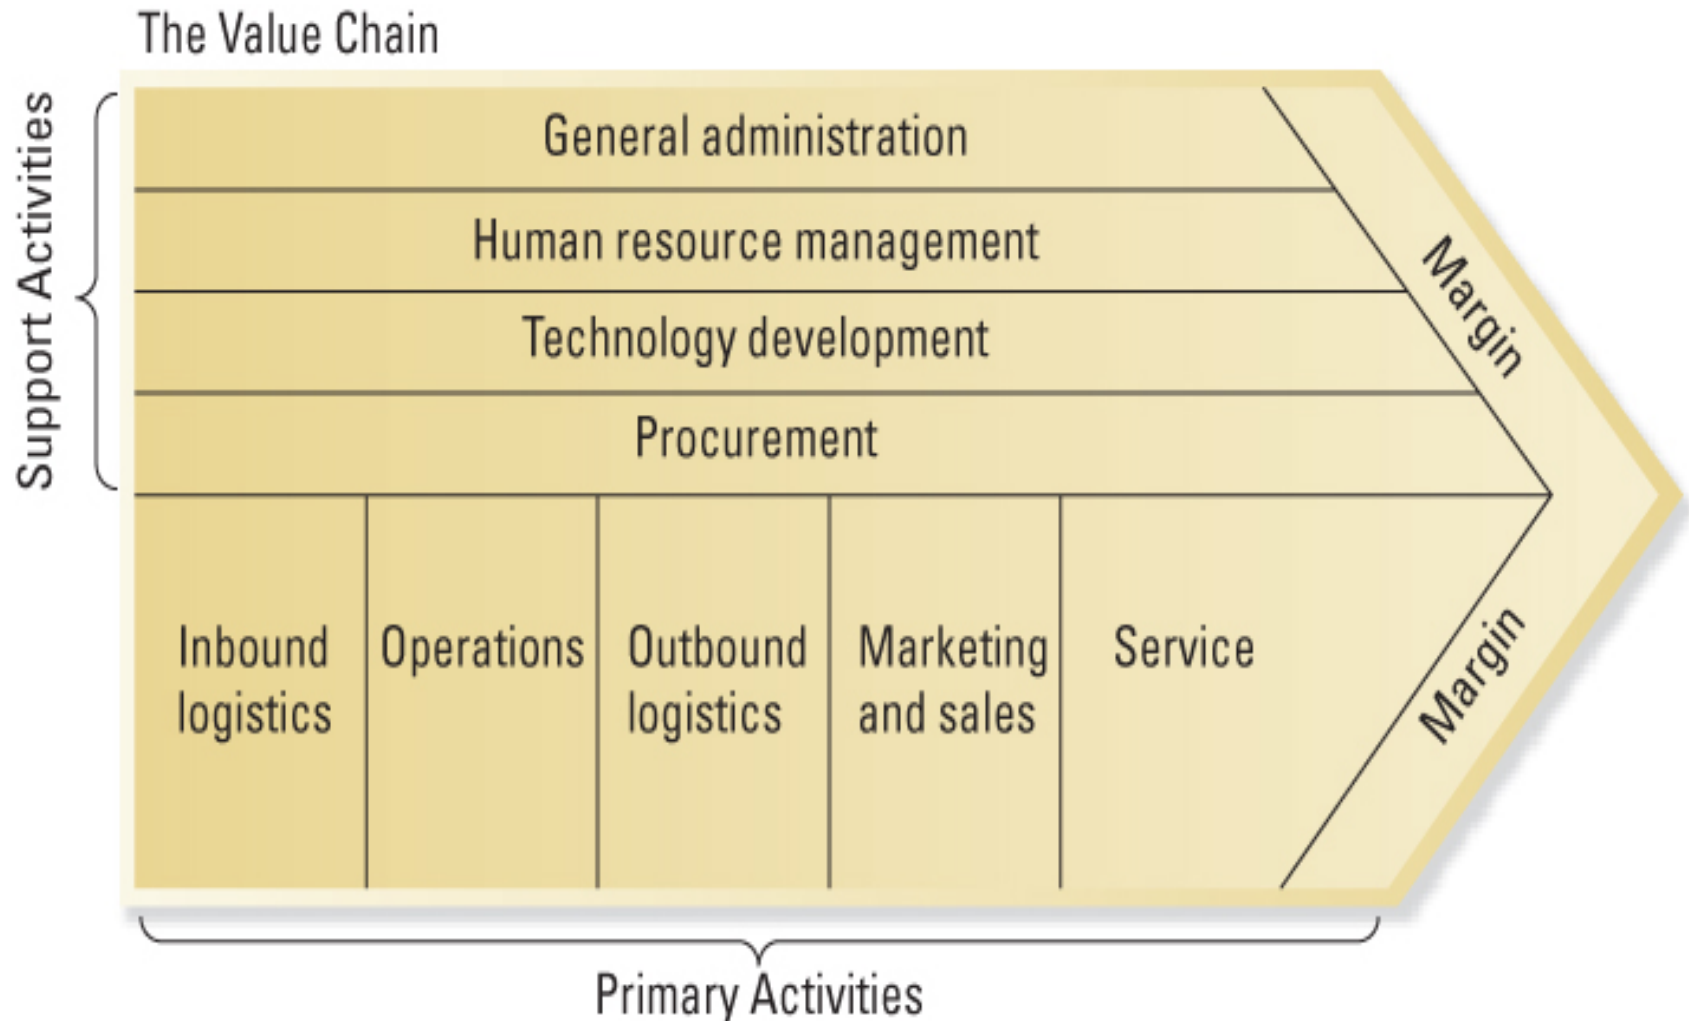 The Value Chain
Support Activities
General administration
Human resource management
Technology development
Procurement
Margin
Inbound
logistics
Operations
Outbound
logistics
Marketing
and sales
Service
Margin
Primary Activities